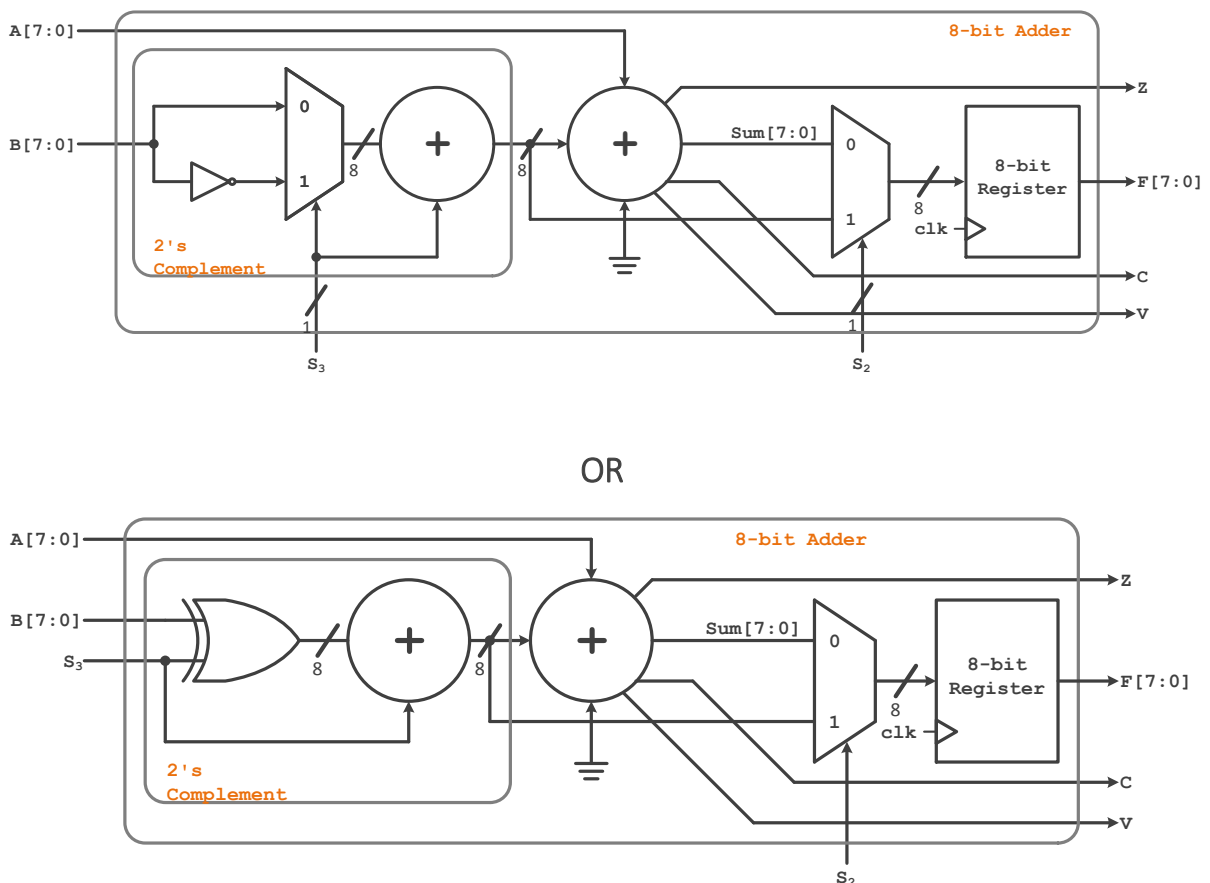 A[7:0]
8-bit Adder
Z
0
+
+
Sum[7:0]
0
B[7:0]
8
8
8-bit
Register
F[7:0]
1
8
1
clk
2's
Complement
C
1
1
V
S₃
S₂
OR
A[7:0]
8-bit Adder
Z
B[7:0]
Sum[7:0]
+
+
0
S₃
8
8
8-bit
Register
F[7:0]
8
1
clk
2's
Complement
C
V
S₂